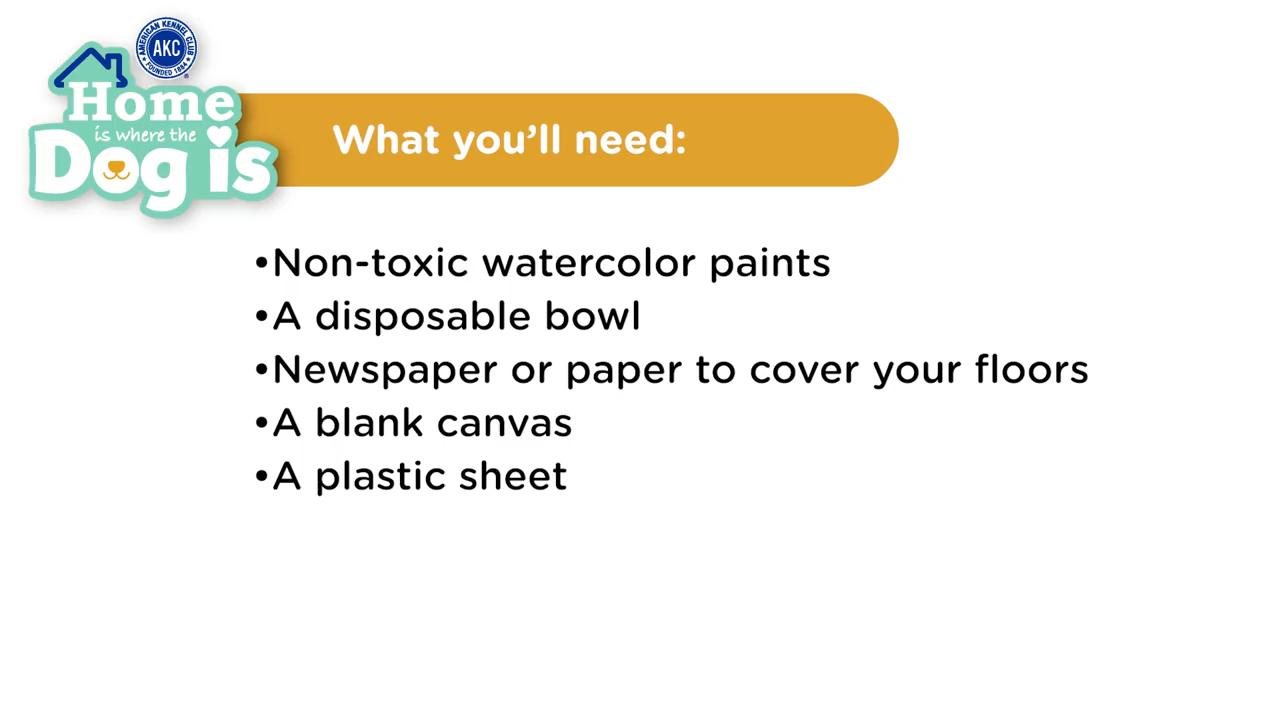 AMERICAN KENNEL CLUB
AKC
FOUNDED 1884
®
Home
is where the
Dog is
What you’ll need:
•Non-toxic watercolor paints
•A disposable bowl
•Newspaper or paper to cover your floors
•A blank canvas
•A plastic sheet